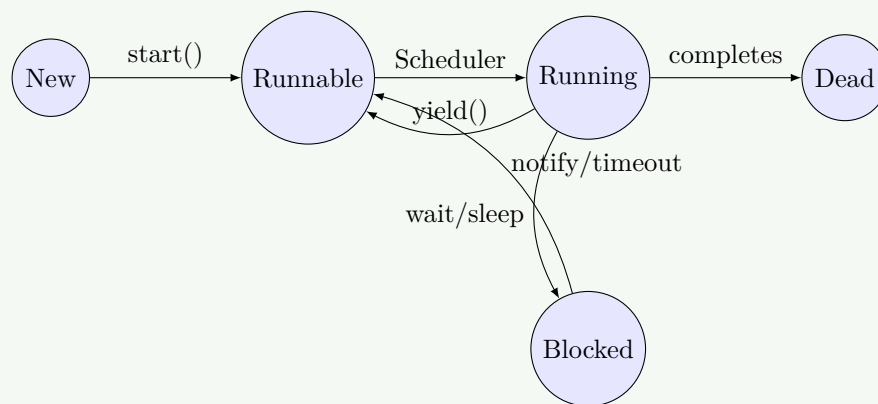 start()
Scheduler
completes
New
Runnable
Running
Dead
yield()
notify/timeout
wait/sleep
Blocked